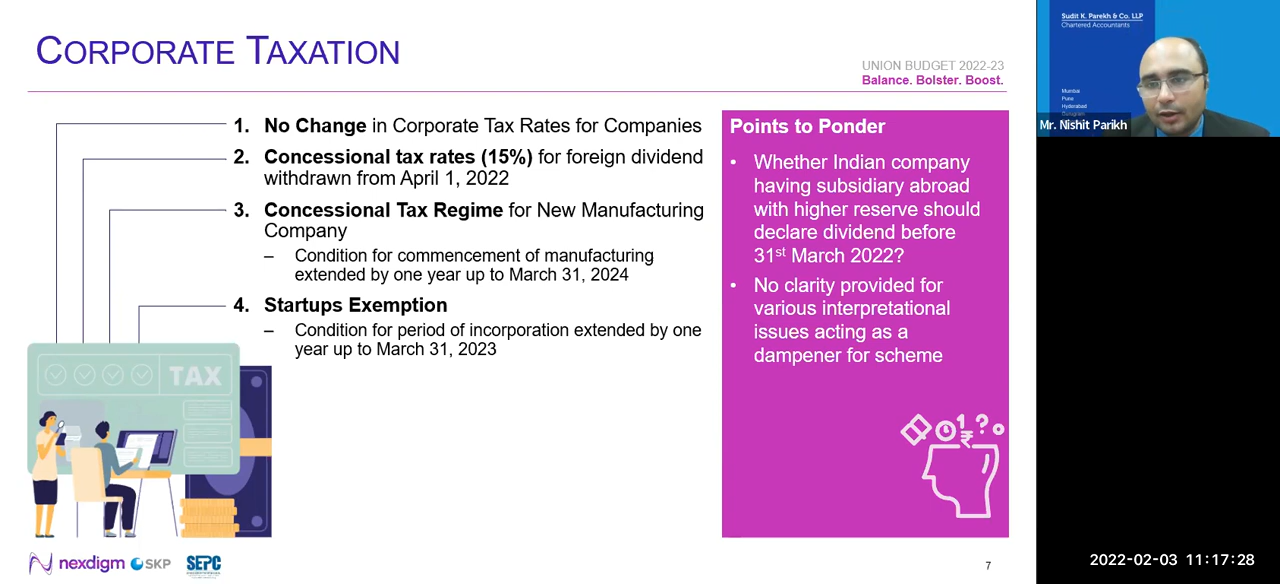 CORPORATE TAXATION
UNION BUDGET 2022-23
Balance. Bolster. Boost.
1. No Change in Corporate Tax Rates for Companies
2. Concessional tax rates (15%) for foreign dividend
withdrawn from April 1, 2022
3. Concessional Tax Regime for New Manufacturing
Company
– Condition for commencement of manufacturing
extended by one year up to March 31, 2024
4. Startups Exemption
– Condition for period of incorporation extended by one
year up to March 31, 2023
TAX
Points to Ponder
• Whether Indian company
having subsidiary abroad
with higher reserve should
declare dividend before
31st March 2022?
• No clarity provided for
various interpretational
issues acting as a
dampener for scheme
1 ?
₹
nexdigm SKP SEPC
7
Sudit K. Parekh & Co. LLP
Chartered Accountants
Mumbai
Pune
Hyderabad
Mr. Nishit Parikh
2022-02-03 11:17:28